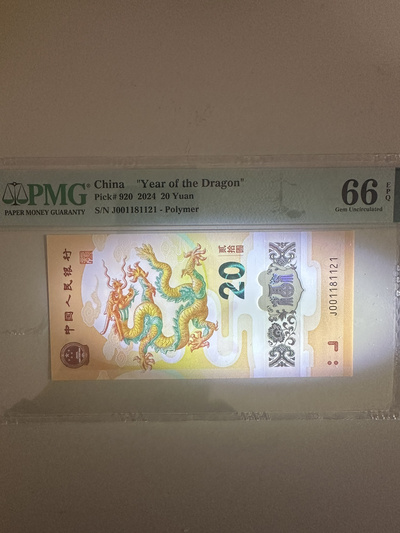 PMG
PAPER MONEY GUARANTY
China "Year of the Dragon"
Pick# 920 2024 20 Yuan
S/N J001181121 - Polymer
66 EPQ
Gem Uncirculated
中国人民银行
贰拾圆
20
J001181121